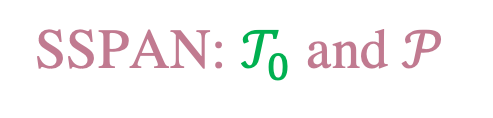 SSPAN: 𝒯₀ and 𝒫